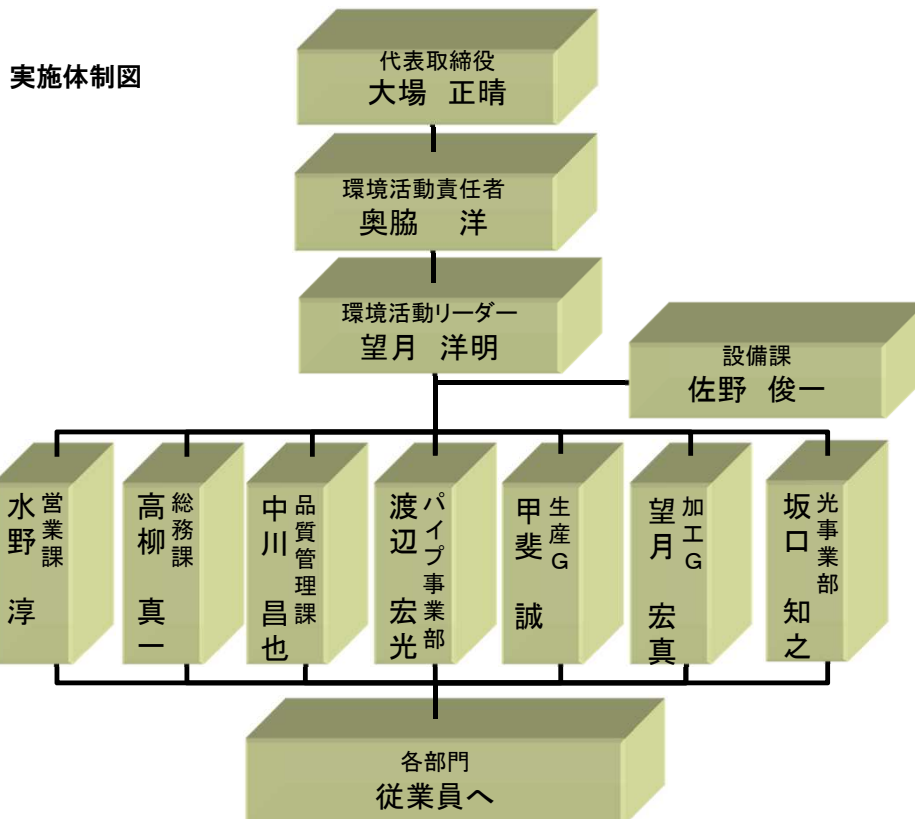 実施体制図
代表取締役
大場 正晴
環境活動責任者
奥脇 洋
環境活動リーダー
望月 洋明
設備課
佐野 俊一
営業課
水野 淳
総務課
高柳 真一
品質管理課
中川 昌也
パイプ事業部
渡辺 宏光
生産G
甲斐 誠
加工G
望月 宏真
光事業部
坂口 知之
各部門
従業員へ